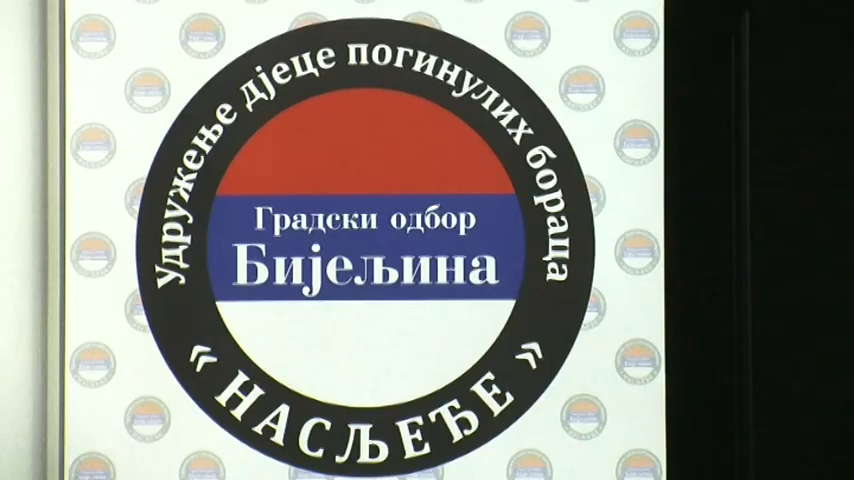 Удружење дјеце погинулих бораца
Градски одбор
Бијељина
« НАСЉЕЂЕ »